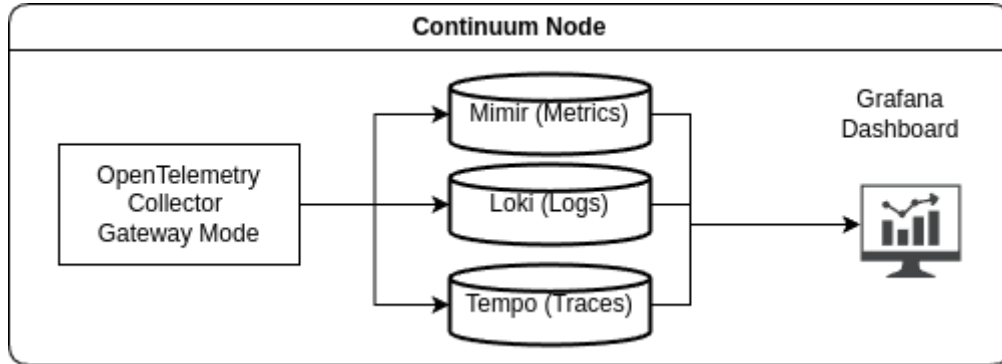 Continuum Node
OpenTelemetry
Collector
Gateway Mode
Mimir (Metrics)
Loki (Logs)
Tempo (Traces)
Grafana
Dashboard